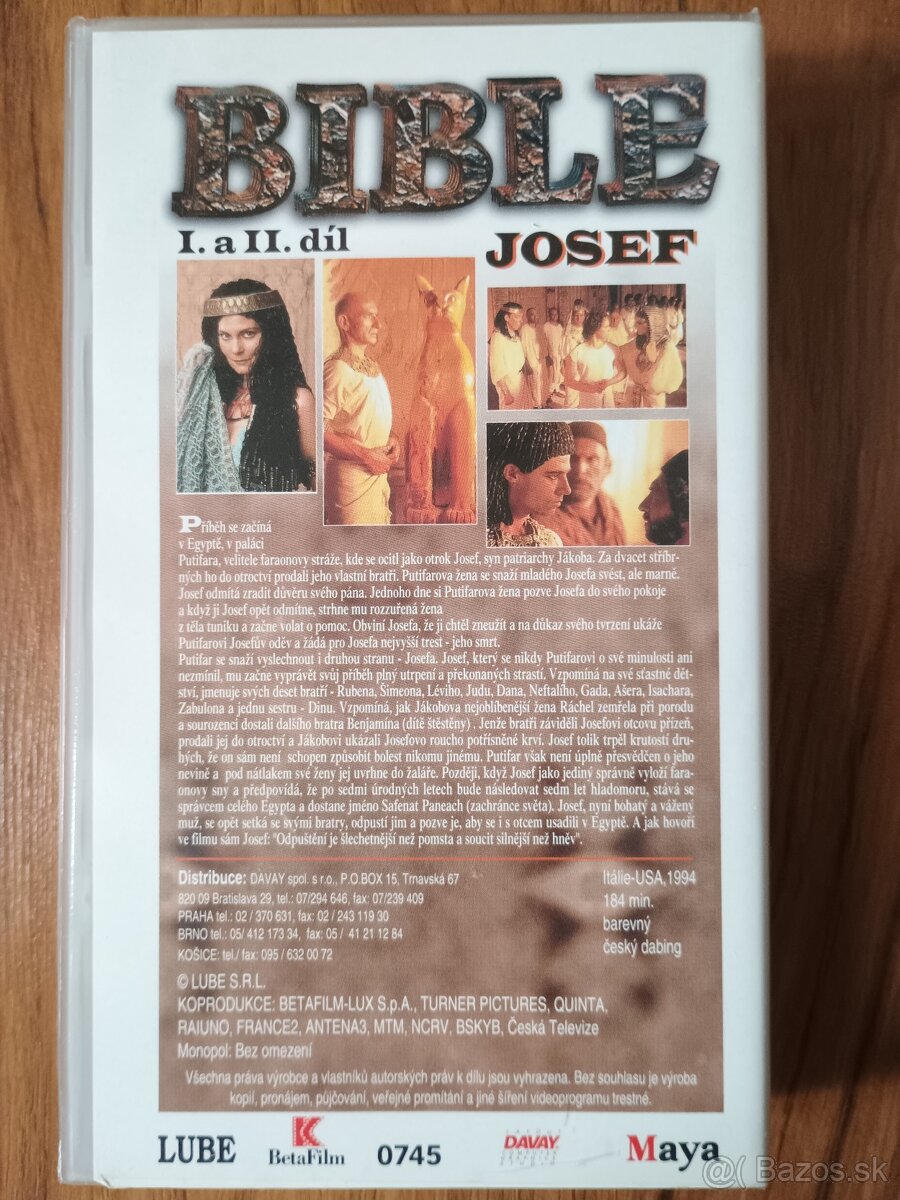 BIBLE
I. a II. díl
JOSEF
Příběh se začíná
v Egyptě, v paláci
Putifara, velitele faraonovy stráže, kde se ocitl jako otrok Josef, syn patriarchy Jákoba. Za dvacet stříbr-
ných ho do otroctví prodali jeho vlastní bratři. Putifarova žena se snaží mladého Josefa svést, ale marně.
Josef odmítá zradit důvěru svého pána. Jednoho dne si Putifarova žena pozve Josefa do svého pokoje
a když ji Josef opět odmítne, strhne mu rozzuřená žena
z těla tuniku a začne volat o pomoc. Obviní Josefa, že ji chtěl zneužít a na důkaz svého tvrzení ukáže
Putifarovi Josefův oděv a žádá pro Josefa nejvyšší trest - jeho smrt.
Putifar se snaží vyslechnout i druhou stranu - Josefa. Josef, který se nikdy Putifarovi o své minulosti ani
nezmínil, mu začne vyprávět svůj příběh plný utrpení a překonaných strastí. Vzpomíná na své sťastné dět-
ství, jmenuje svých deset bratří - Rubena, Šimeona, Léviho, Judu, Dana, Neftalího, Gada, Ašera, Isachara,
Zabulona a jednu sestru - Dinu. Vzpomíná, jak Jákobova nejoblíbenější žena Ráchel zemřela při porodu
a sourozenci dostali dalšího bratra Benjamína (dítě štěstěny) . Jenže bratři záviděli Josefovi otcovu přízeň,
prodali jej do otroctví a Jákobovi ukázali Josefovo roucho potřísněné krví. Josef tolik trpěl krutostí dru-
hých, že on sám není schopen způsobit bolest nikomu jinému. Putifar však není úplně přesvědčen o jeho
nevině a pod nátlakem své ženy jej uvrhne do žaláře. Později, když Josef jako jediný správně vyloží fara-
onovy sny a předpovídá, že po sedmi úrodných letech bude následovat sedm let hladomoru, stává se
správcem celého Egypta a dostane jméno Safenat Paneach (zachránce světa). Josef, nyní bohatý a vážený
muž, se opět setká se svými bratry, odpustí jim a pozve je, aby se i s otcem usadili v Egyptě. A jak hovoří
ve filmu sám Josef: "Odpuštění je šlechetnější než pomsta a soucit silnější než hněv".
Distribuce: DAVAY spol. s r.o., P.O.BOX 15, Trnavská 67
820 09 Bratislava 29, tel.: 07/294 646, fax: 07/239 409
PRAHA tel.: 02 / 370 631, fax: 02 / 243 119 30
BRNO tel.: 05/ 412 173 34, fax: 05 / 41 21 12 84
KOŠICE: tel./ fax: 095 / 632 00 72
Itálie-USA,1994
184 min.
barevný
český dabing
© LUBE S.R.L.
KOPRODUKCE: BETAFILM-LUX S.p.A., TURNER PICTURES, QUINTA,
RAIUNO, FRANCE2, ANTENA3, MTM, NCRV, BSKYB, Česká Televize
Monopol: Bez omezení
Všechna práva výrobce a vlastníků autorských práv k dílu jsou vyhrazena. Bez souhlasu je výroba
kopií, pronájem, půjčování, veřejné promítání a jiné šíření videoprogramu trestné.
LUBE
BetaFilm
0745
DAVAY
Maya
@( Bazos.sk